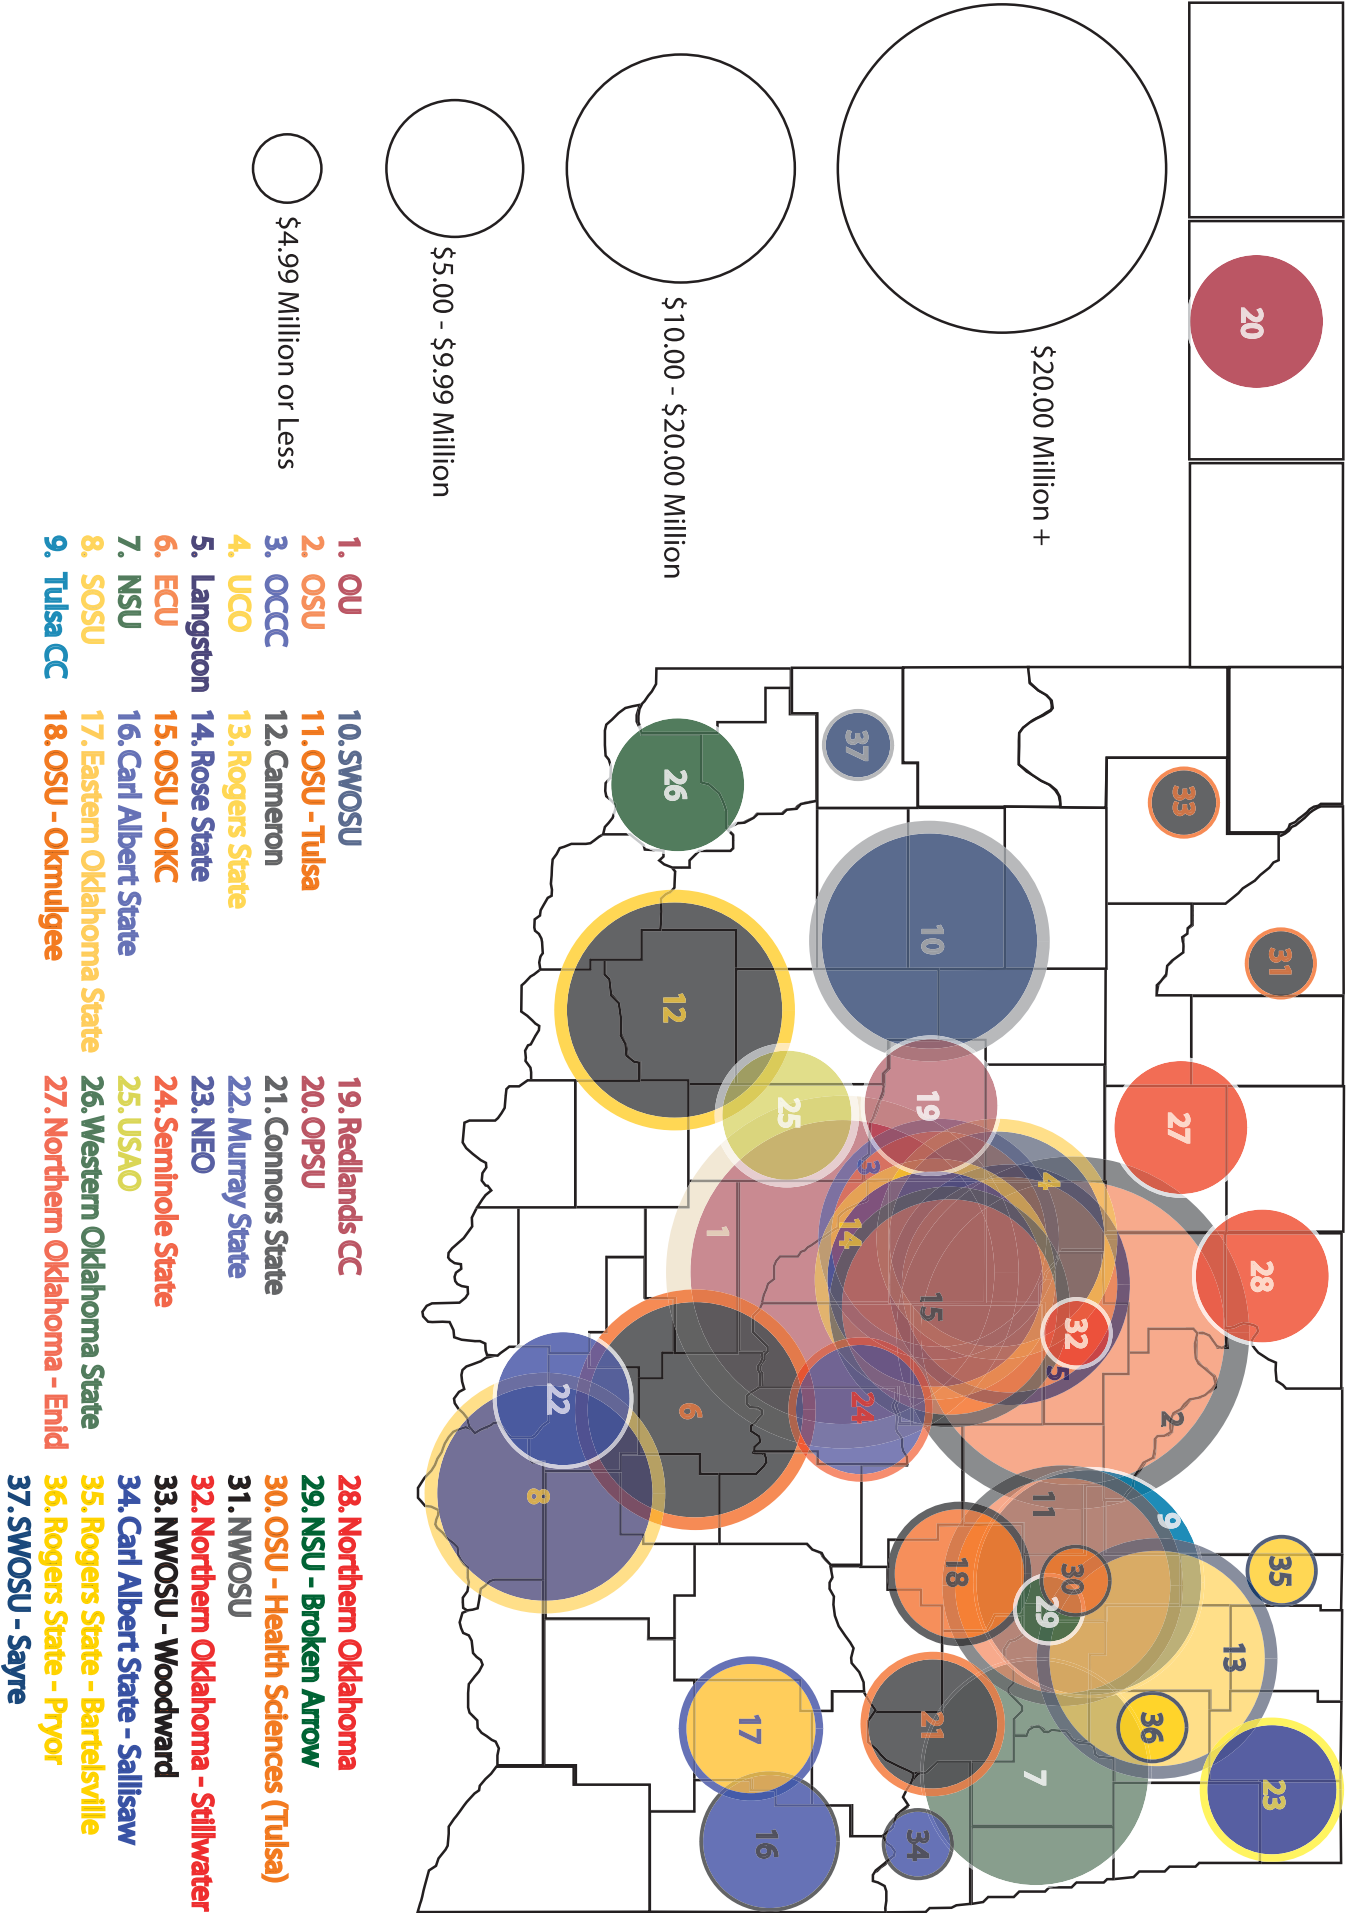 $20.00 Million +
$10.00 - $20.00 Million
$5.00 - $9.99 Million
$4.99 Million or Less
20
33
31
37
26
10
12
27
28
25
19
3
4
1
14
15
32
5
2
24
6
22
8
11
9
35
18
30
29
13
36
21
7
17
23
16
34
1. OU
2. OSU
3. OCCC
4. UCO
5. Langston
6. ECU
7. NSU
8. SOSU
9. Tulsa CC
10.SWOSU
11.OSU - Tulsa
12.Cameron
13.Rogers State
14.Rose State
15.OSU - OKC
16.Carl Albert State
17.Eastern Oklahoma State
18.OSU - Okmulgee
19.Redlands CC
20.OPSU
21.Connors State
22.Murray State
23.NEO
24.Seminole State
25.USAO
26.Western Oklahoma State
27.Northern Oklahoma - Enid
28.Northern Oklahoma
29.NSU - Broken Arrow
30.OSU - Health Sciences (Tulsa)
31.NWOSU
32.Northern Oklahoma - Stillwater
33.NWOSU - Woodward
34.Carl Albert State - Sallisaw
35.Rogers State - Bartelsville
36.Rogers State - Pryor
37.SWOSU - Sayre